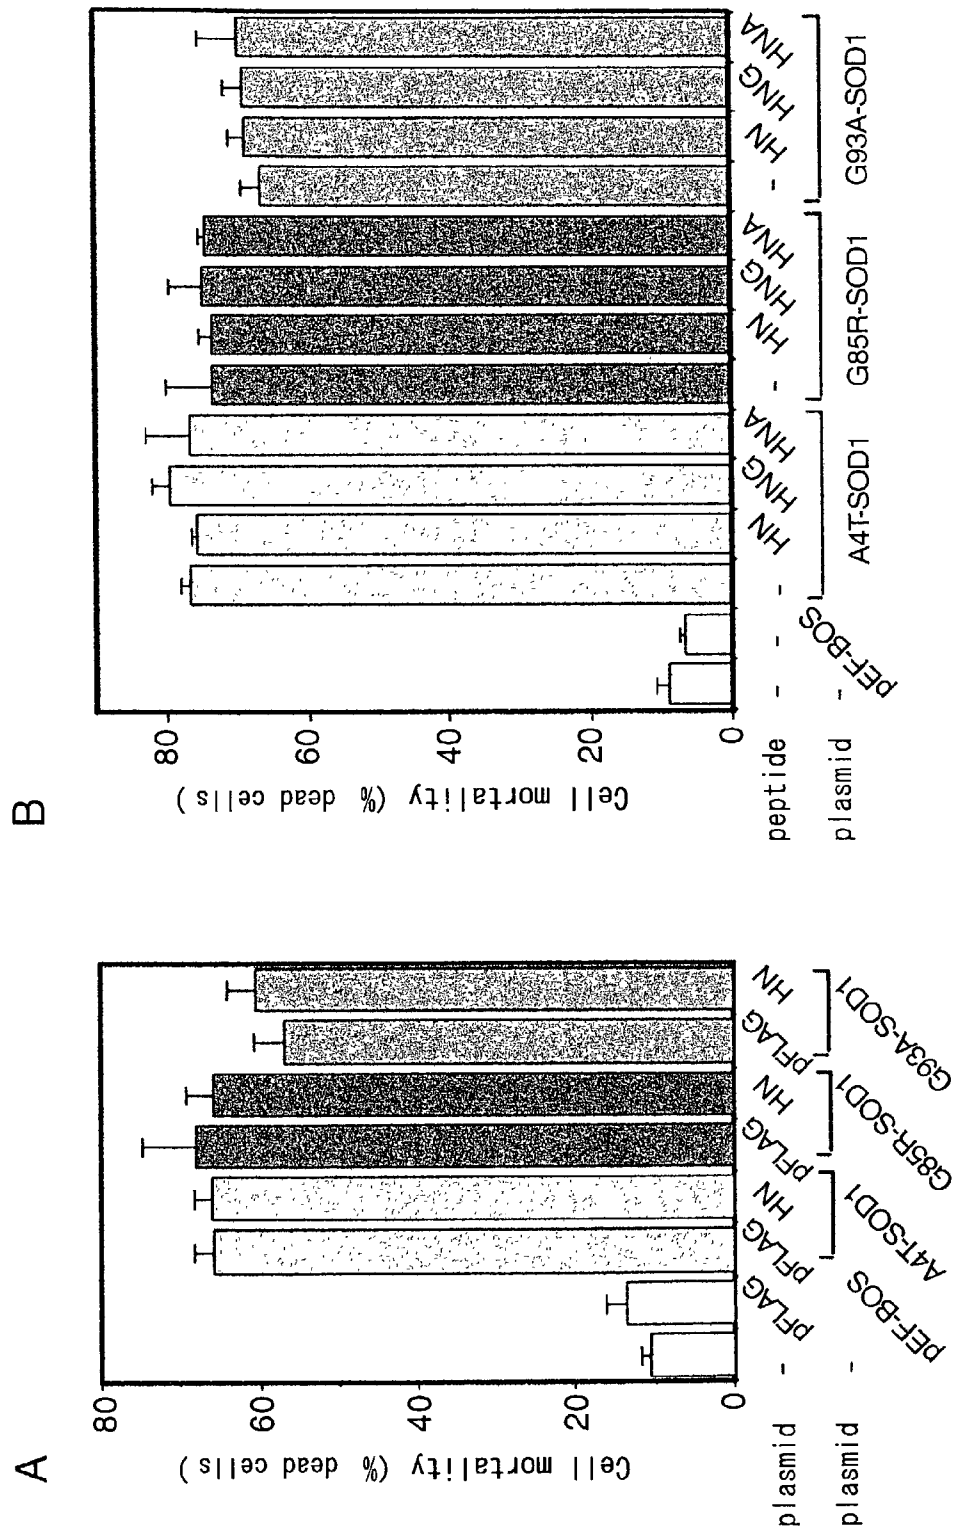 A
Cell mortality (% dead cells)
80
60
40
20
0
plasmid - pFLAG pFLAG HN pFLAG HN pFLAG HN
plasmid - pEF-BOS A4T-SOD1 G85R-SOD1 G93A-SOD1
B
Cell mortality (% dead cells)
80
60
40
20
0
peptide - - - HN HNG HNA - HN HNG HNA - HN HNG HNA
plasmid - pEF-BOS A4T-SOD1 G85R-SOD1 G93A-SOD1